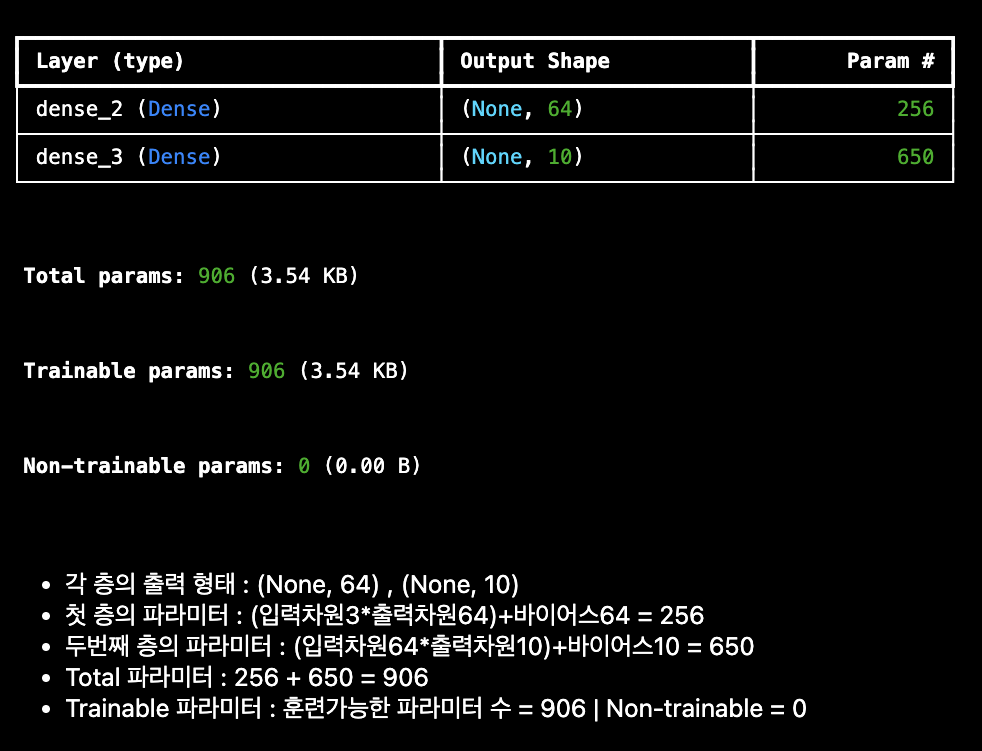 Layer (type) Output Shape Param #
dense_2 (Dense) (None, 64) 256
dense_3 (Dense) (None, 10) 650
Total params: 906 (3.54 KB)
Trainable params: 906 (3.54 KB)
Non-trainable params: 0 (0.00 B)
• 각 층의 출력 형태 : (None, 64) , (None, 10)
• 첫 층의 파라미터 : (입력차원3*출력차원64)+바이어스64 = 256
• 두번째 층의 파라미터 : (입력차원64*출력차원10)+바이어스10 = 650
• Total 파라미터 : 256 + 650 = 906
• Trainable 파라미터 : 훈련가능한 파라미터 수 = 906 | Non-trainable = 0